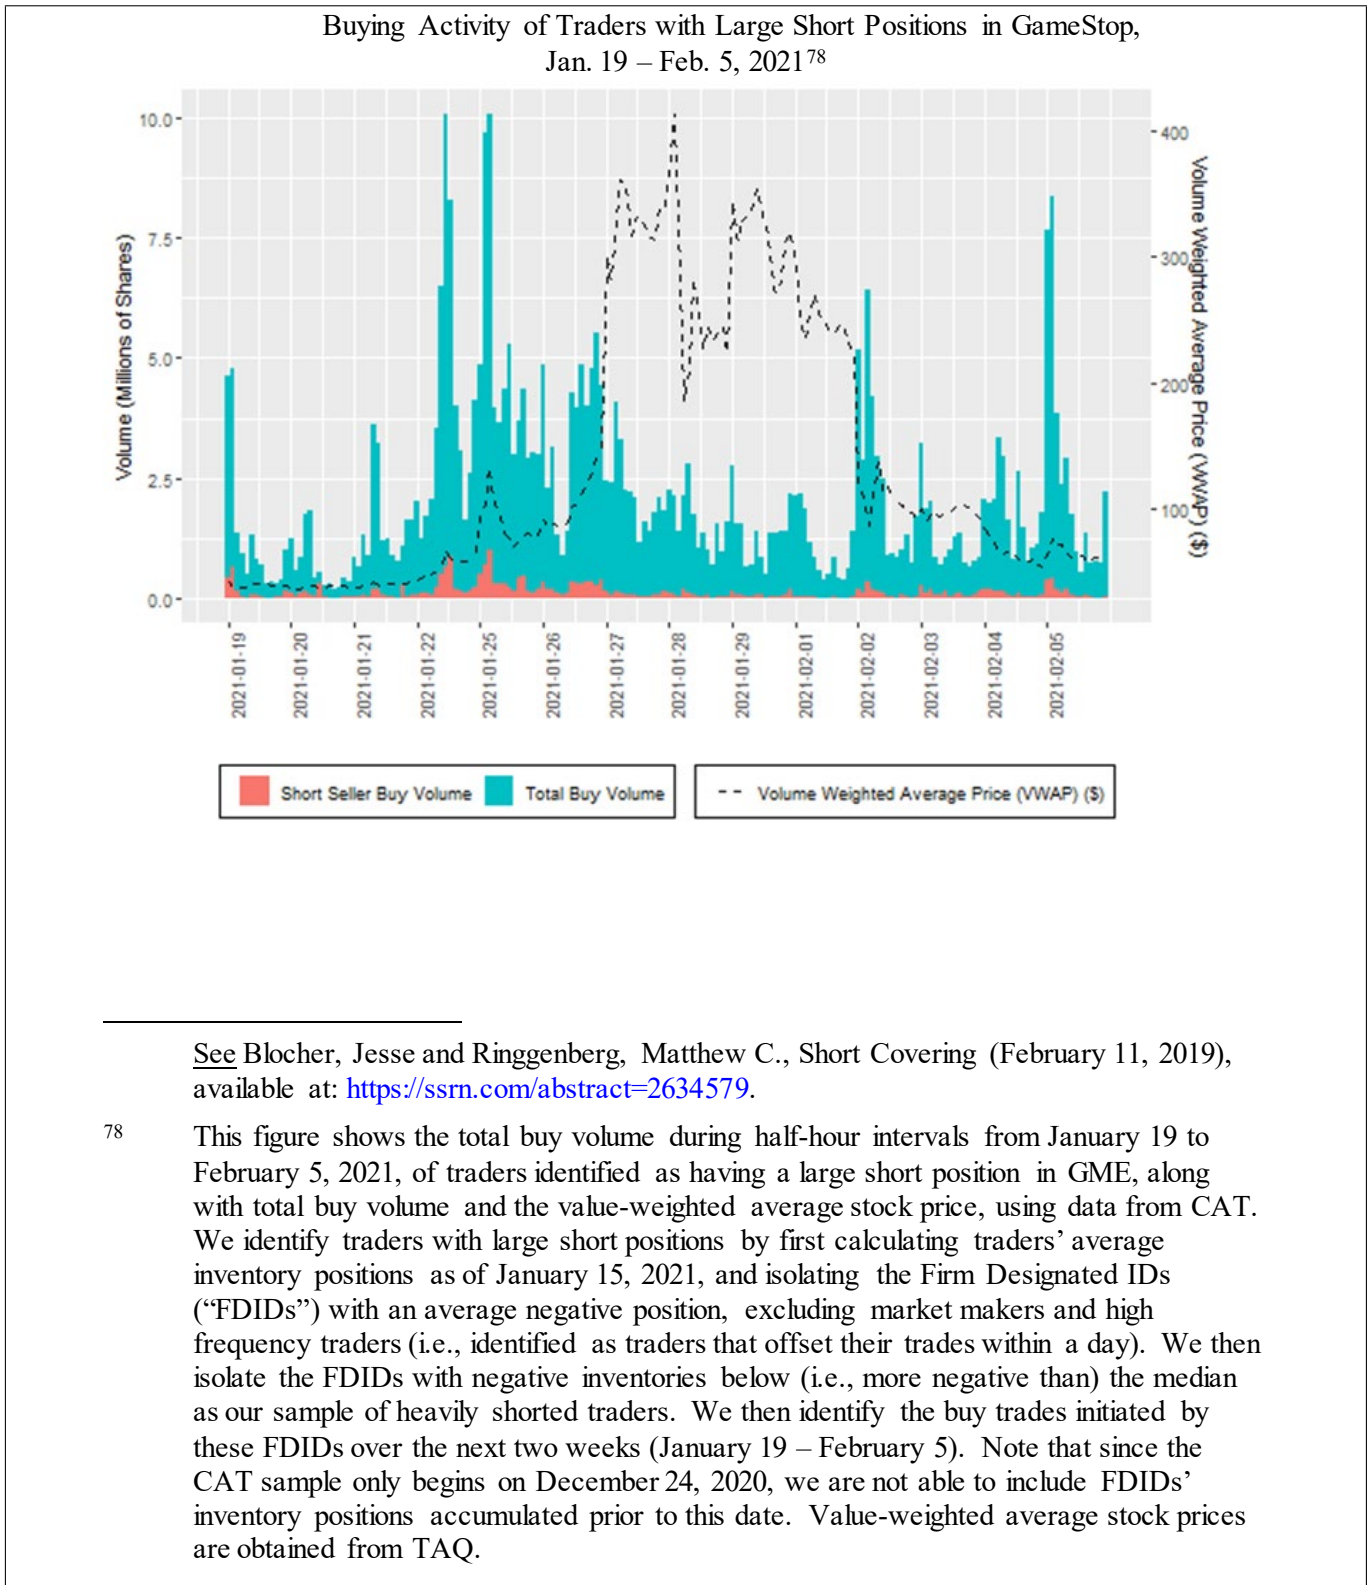 Buying Activity of Traders with Large Short Positions in GameStop,
Jan. 19 – Feb. 5, 2021⁷⁸
Volume (Millions of Shares)
10.0
7.5
5.0
2.5
0.0
400
300
200
100
Volume Weighted Average Price (VWAP) ($)
2021-01-19
2021-01-20
2021-01-21
2021-01-22
2021-01-25
2021-01-26
2021-01-27
2021-01-28
2021-01-29
2021-02-01
2021-02-02
2021-02-03
2021-02-04
2021-02-05
Short Seller Buy Volume
Total Buy Volume
Volume Weighted Average Price (VWAP) ($)
See Blocher, Jesse and Ringgenberg, Matthew C., Short Covering (February 11, 2019),
available at: https://ssrn.com/abstract=2634579.
78 This figure shows the total buy volume during half-hour intervals from January 19 to
February 5, 2021, of traders identified as having a large short position in GME, along
with total buy volume and the value-weighted average stock price, using data from CAT.
We identify traders with large short positions by first calculating traders’ average
inventory positions as of January 15, 2021, and isolating the Firm Designated IDs
(“FDIDs”) with an average negative position, excluding market makers and high
frequency traders (i.e., identified as traders that offset their trades within a day). We then
isolate the FDIDs with negative inventories below (i.e., more negative than) the median
as our sample of heavily shorted traders. We then identify the buy trades initiated by
these FDIDs over the next two weeks (January 19 – February 5). Note that since the
CAT sample only begins on December 24, 2020, we are not able to include FDIDs’
inventory positions accumulated prior to this date. Value-weighted average stock prices
are obtained from TAQ.